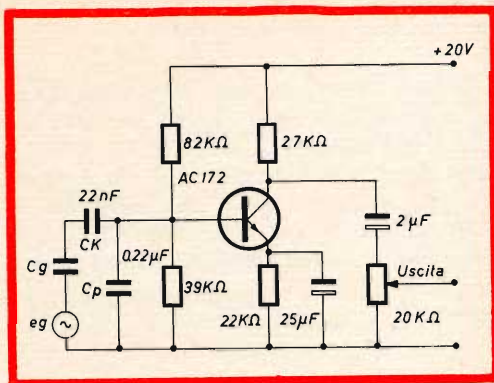 +20V
82KΩ
27KΩ
AC172
22nF
CK
0,22µF
2µF
Cg
Cp
39KΩ
Uscita
eg
22KΩ
25µF
20KΩ